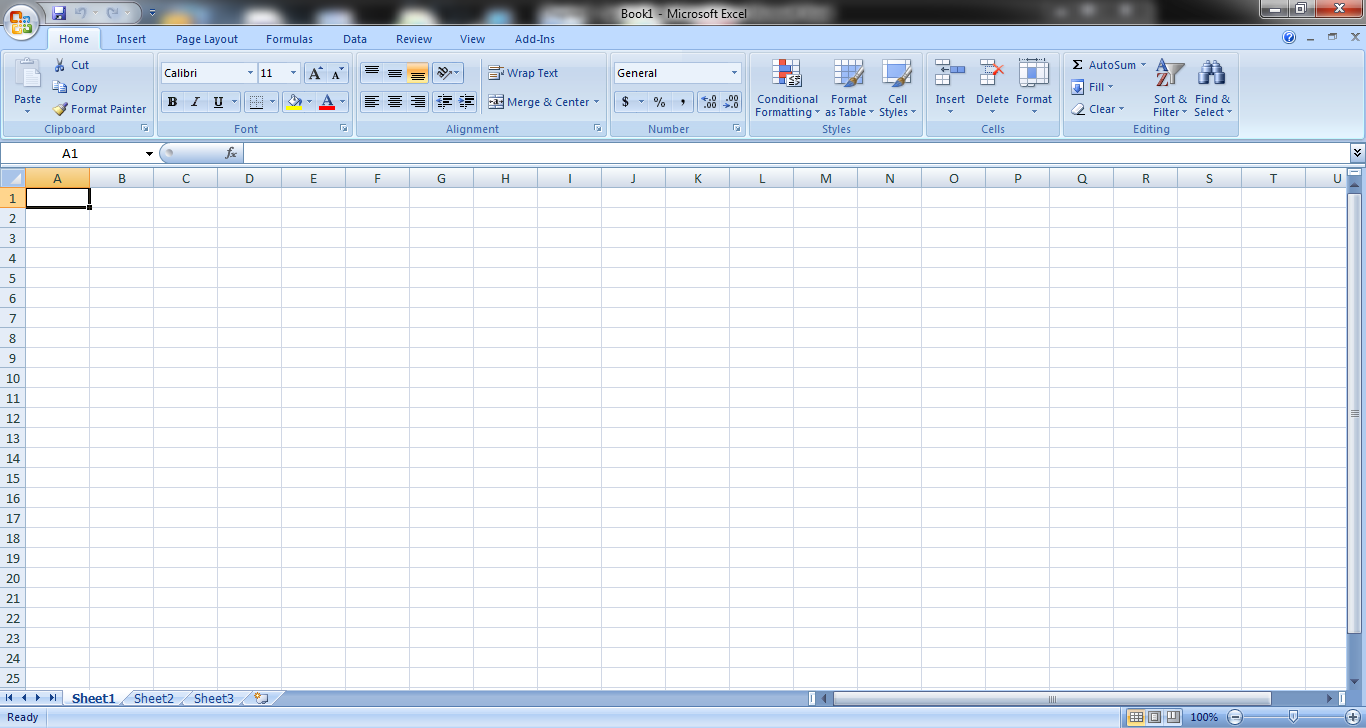 Book1 - Microsoft Excel
Home Insert Page Layout Formulas Data Review View Add-Ins
Paste
Cut
Copy
Format Painter
Clipboard
Calibri 11
B I U A
Font
Wrap Text
Merge & Center
Alignment
General
$ % , .00 .00
Number
Conditional Formatting
Format as Table
Cell Styles
Styles
Insert Delete Format
Cells
Σ AutoSum
Fill
Clear
Sort & Filter
Find & Select
Editing
A1 fx
A B C D E F G H I J K L M N O P Q R S T U
1
2
3
4
5
6
7
8
9
10
11
12
13
14
15
16
17
18
19
20
21
22
23
24
25
Sheet1 Sheet2 Sheet3
Ready 100%